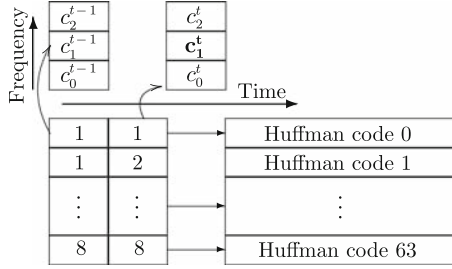 Frequency
c_2^{t-1} c_2^t
c_1^{t-1} c_1^t
c_0^{t-1} c_0^t
Time
1 1 Huffman code 0
1 2 Huffman code 1
⋮ ⋮ ⋮
8 8 Huffman code 63